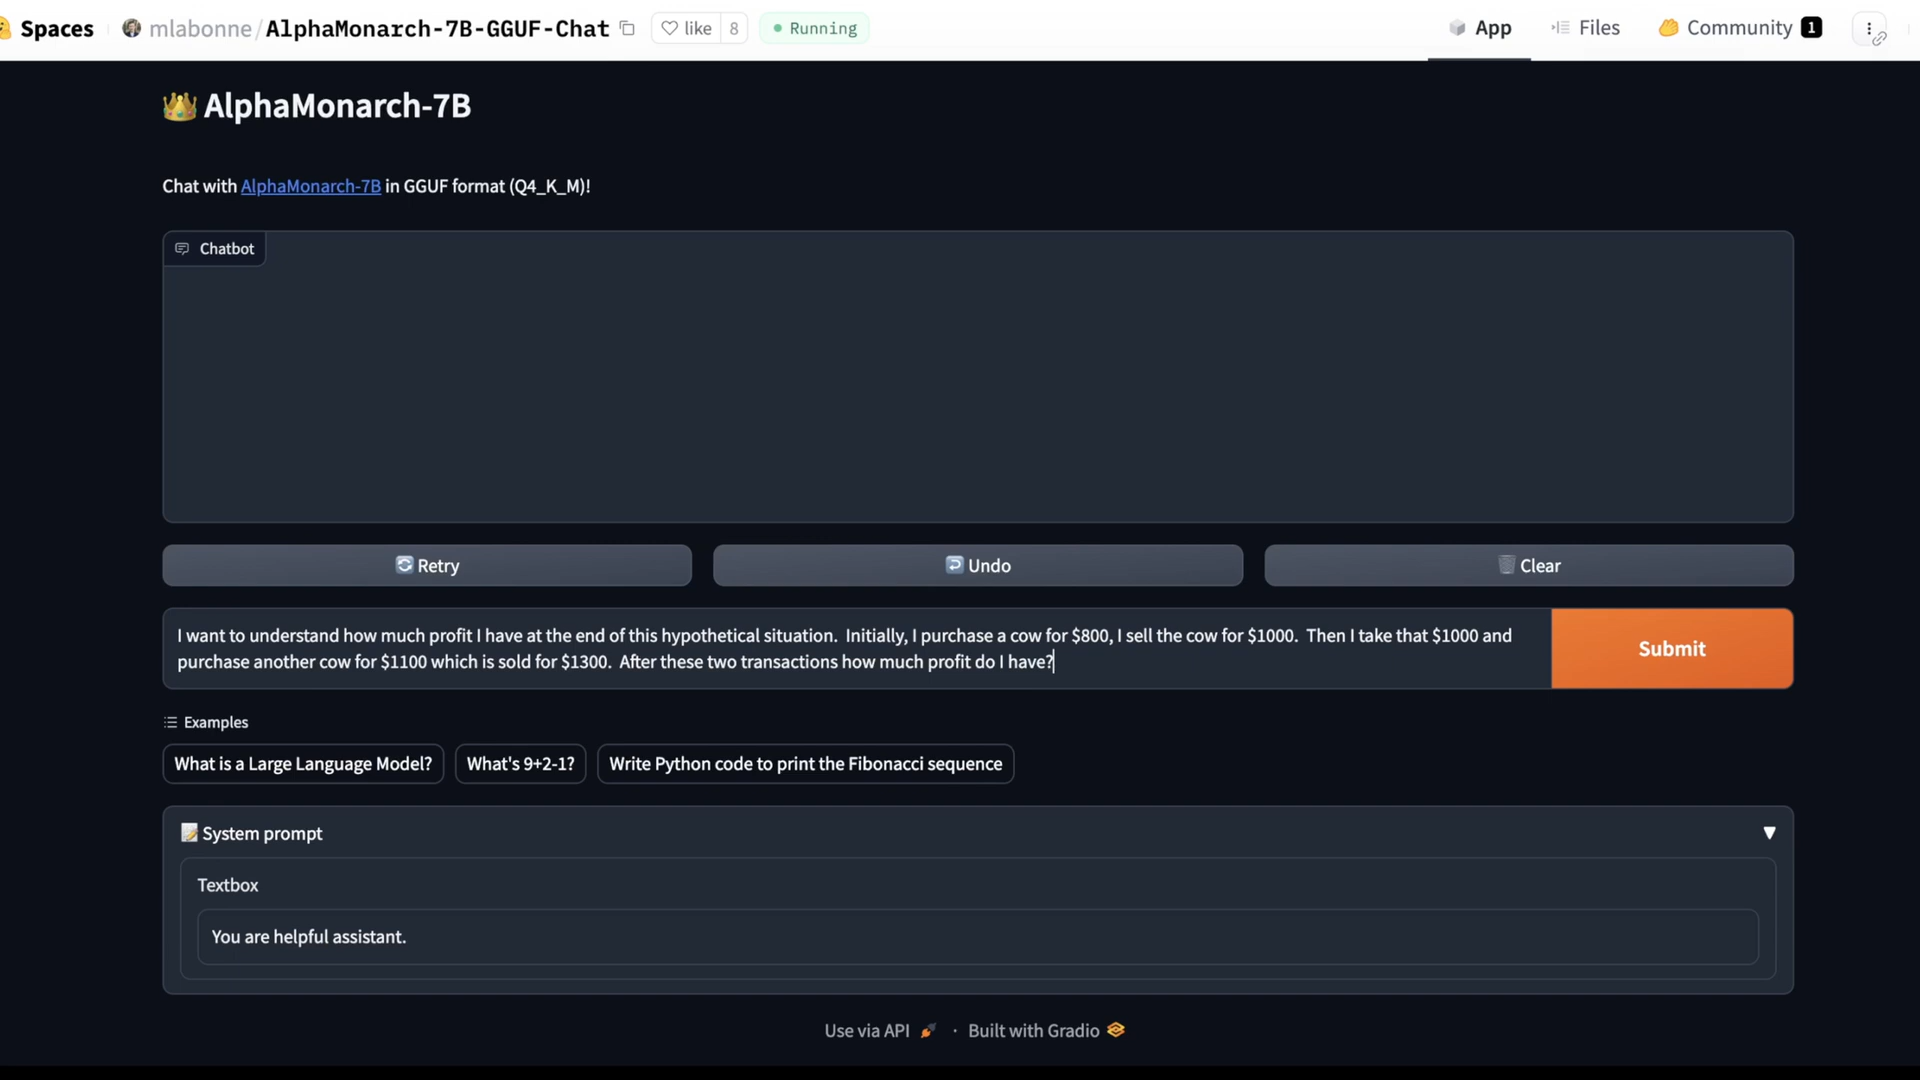 Spaces
mlabonne/AlphaMonarch-7B-GGUF-Chat
like 8
Running
App
Files
Community 1
AlphaMonarch-7B
Chat with AlphaMonarch-7B in GGUF format (Q4_K_M)!
Chatbot
Retry
Undo
Clear
I want to understand how much profit I have at the end of this hypothetical situation.  Initially, I purchase a cow for $800, I sell the cow for $1000.  Then I take that $1000 and
purchase another cow for $1100 which is sold for $1300.  After these two transactions how much profit do I have?
Submit
Examples
What is a Large Language Model?
What's 9+2-1?
Write Python code to print the Fibonacci sequence
System prompt
Textbox
You are helpful assistant.
Use via API · Built with Gradio